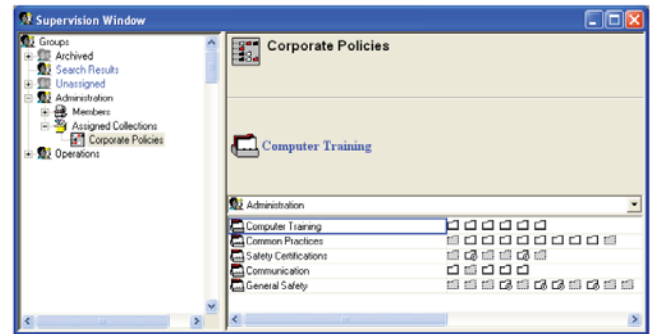 Supervision Window
Groups
Archived
Search Results
Unassigned
Administration
Members
Assigned Collections
Corporate Policies
Operations
Corporate Policies
Computer Training
Administration
Computer Training
Common Practices
Safety Certifications
Communication
General Safety